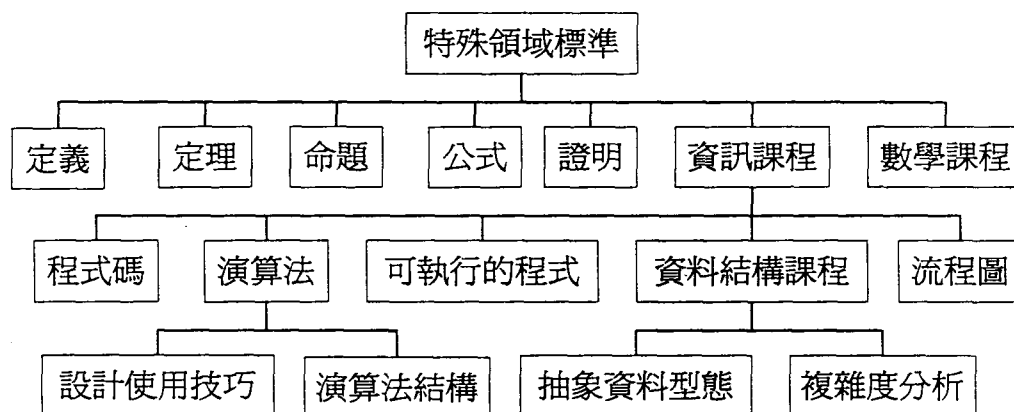 特殊領域標準
定義 定理 命題 公式 證明 資訊課程 數學課程
程式碼 演算法 可執行的程式 資料結構課程 流程圖
設計使用技巧 演算法結構 抽象資料型態 複雜度分析